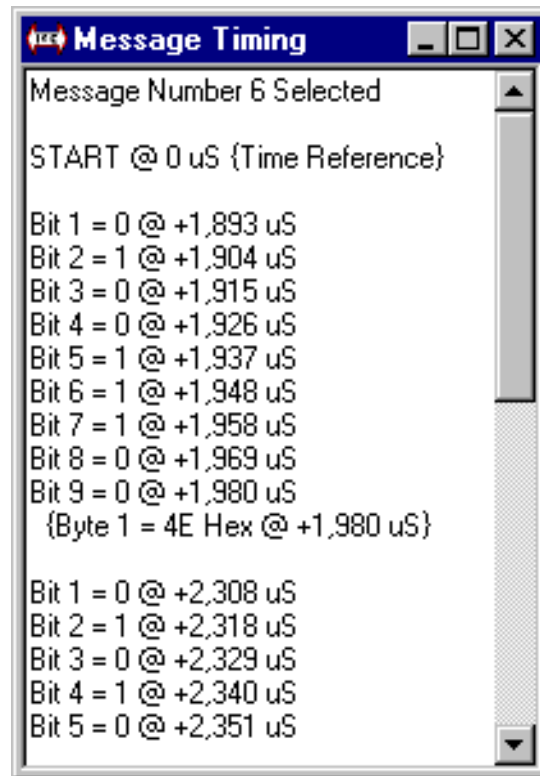 Message Timing
Message Number 6 Selected
START @ 0 uS {Time Reference}
Bit 1 = 0 @ +1,893 uS
Bit 2 = 1 @ +1,904 uS
Bit 3 = 0 @ +1,915 uS
Bit 4 = 0 @ +1,926 uS
Bit 5 = 1 @ +1,937 uS
Bit 6 = 1 @ +1,948 uS
Bit 7 = 1 @ +1,958 uS
Bit 8 = 0 @ +1,969 uS
Bit 9 = 0 @ +1,980 uS
{Byte 1 = 4E Hex @ +1,980 uS}
Bit 1 = 0 @ +2,308 uS
Bit 2 = 1 @ +2,318 uS
Bit 3 = 0 @ +2,329 uS
Bit 4 = 1 @ +2,340 uS
Bit 5 = 0 @ +2,351 uS